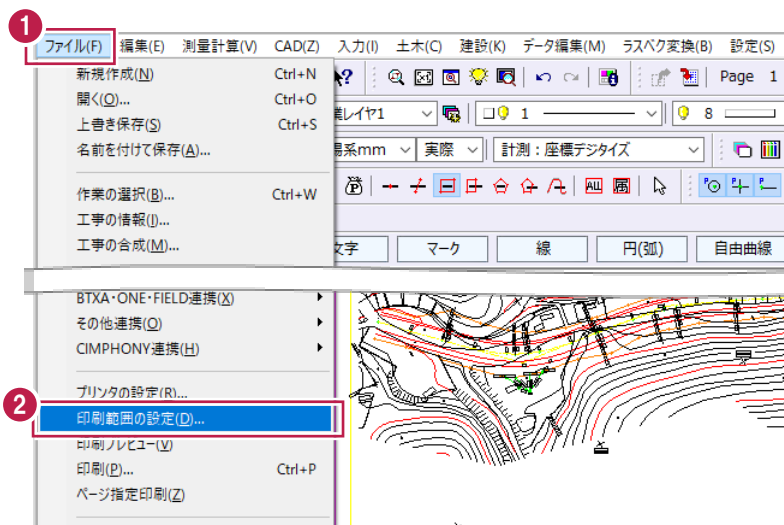 1
ファイル(F) 編集(E) 測量計算(V) CAD(Z) 入力(I) 土木(C) 建設(K) データ編集(M) ラスベク変換(B) 設定(S)
新規作成(N) Ctrl+N
開く(O)... Ctrl+O
上書き保存(S) Ctrl+S
名前を付けて保存(A)...
作業の選択(B)... Ctrl+W
工事の情報(I)...
工事の合成(M)...
Page 1
業レイヤ1 1 8
場系mm 実際 計測：座標デジタイズ
ALL 属
文字 マーク 線 円(弧) 自由曲線
BTXA・ONE・FIELD連携(X)
その他連携(O)
CIMPHONY連携(H)
プリンタの設定(R)...
2
印刷範囲の設定(D)...
印刷プレビュー(V)
印刷(P)... Ctrl+P
ページ指定印刷(Z)